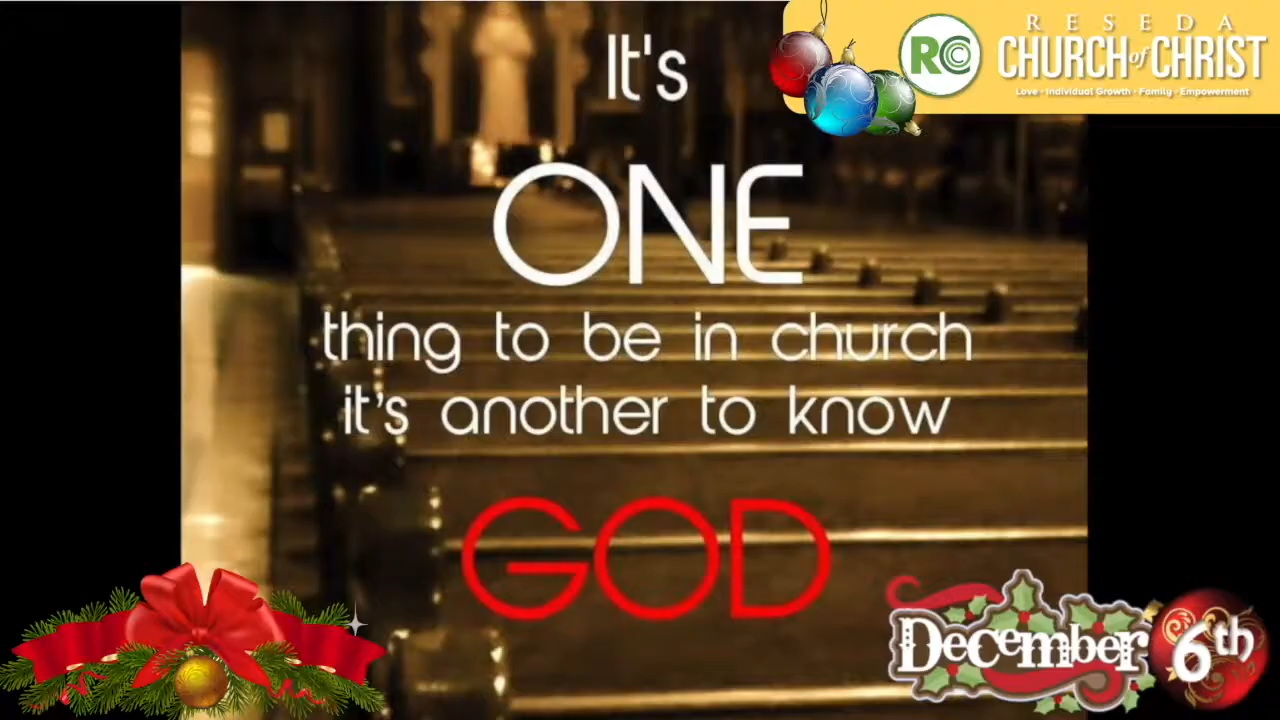 It's
RESEDA
RCC
CHURCH of CHRIST
Love • Individual Growth • Family • Empowerment
ONE
thing to be in church
it's another to know
GOD
December 6th